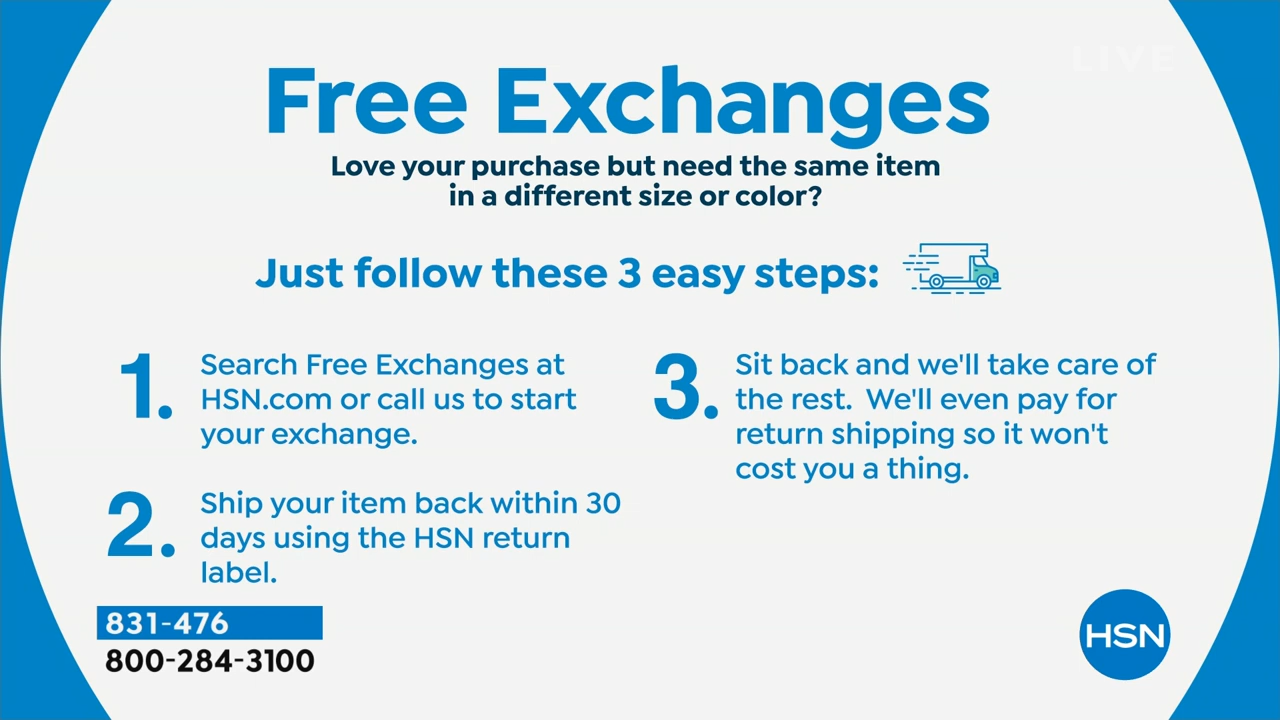 LIVE
Free Exchanges
Love your purchase but need the same item
in a different size or color?
Just follow these 3 easy steps:
1. Search Free Exchanges at
HSN.com or call us to start
your exchange.
2. Ship your item back within 30
days using the HSN return
label.
3. Sit back and we'll take care of
the rest.  We'll even pay for
return shipping so it won't
cost you a thing.
831-476
800-284-3100
HSN